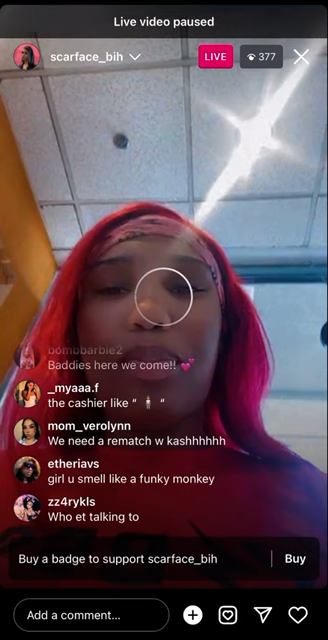 Live video paused
scarface_bih
LIVE
377
bombarbie2
Baddies here we come!! 💕
_myaaa.f
the cashier like “ 🧍🏽 “
mom_verolynn
We need a rematch w kashhhhhh
etheriavs
girl u smell like a funky monkey
zz4rykls
Who et talking to
Buy a badge to support scarface_bih
Buy
Add a comment...